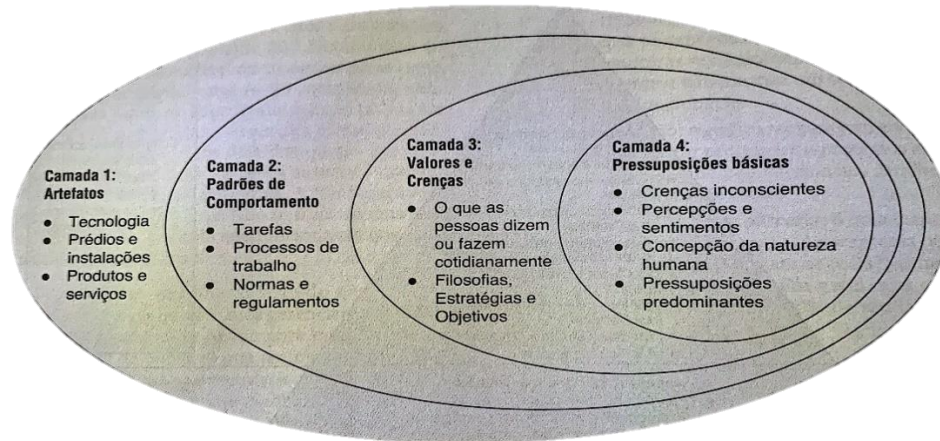 Camada 1:
Artefatos
• Tecnologia
• Prédios e
instalações
• Produtos e
serviços
Camada 2:
Padrões de
Comportamento
• Tarefas
• Processos de
trabalho
• Normas e
regulamentos
Camada 3:
Valores e
Crenças
• O que as
pessoas dizem
ou fazem
cotidianamente
• Filosofias,
Estratégias e
Objetivos
Camada 4:
Pressuposições básicas
• Crenças inconscientes
• Percepções e
sentimentos
• Concepção da natureza
humana
• Pressuposições
predominantes